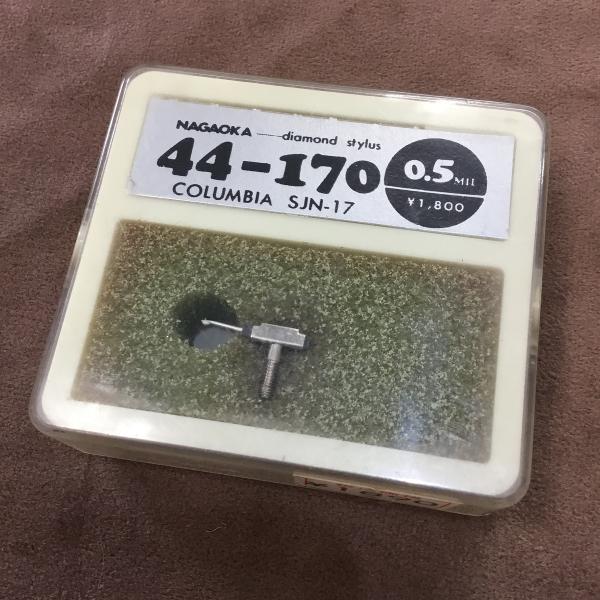 NAGAOKA diamond stylus
44-170
COLUMBIA SJN-17
0.5 MIL
¥1,800